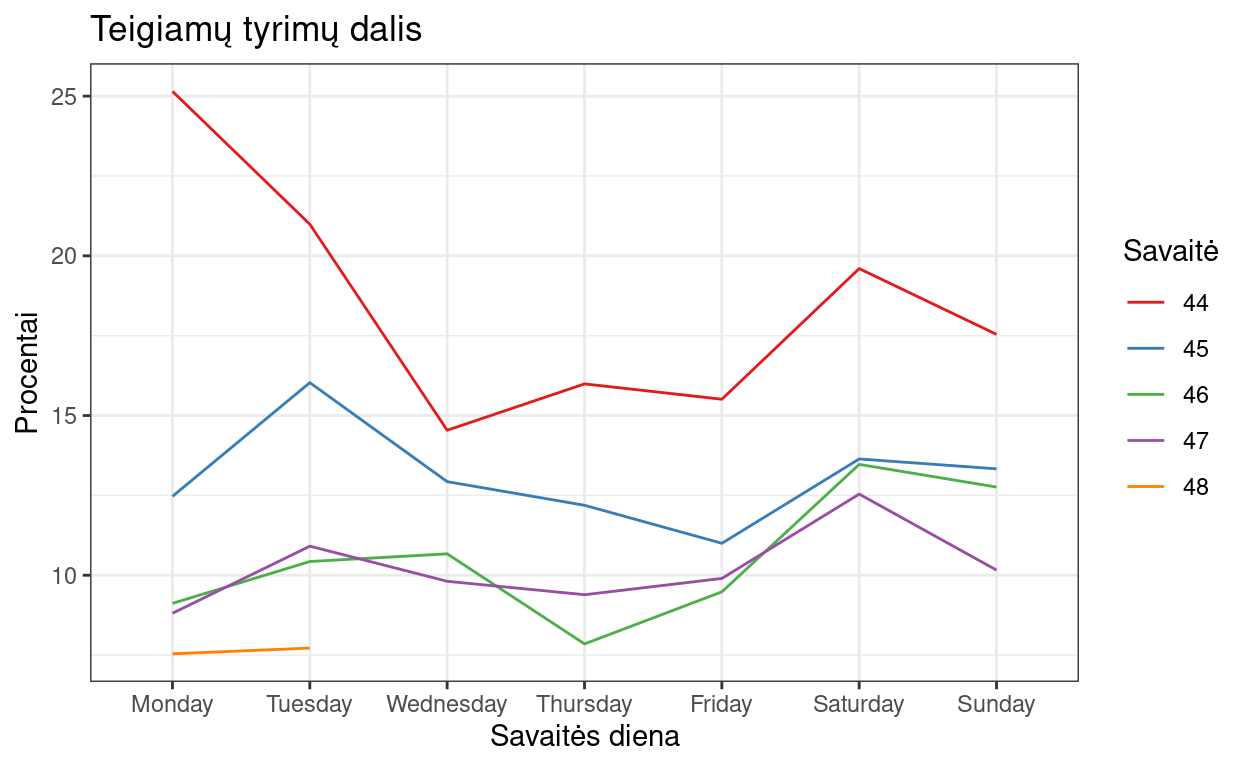 Teigiamų tyrimų dalis
Procentai
25
20
15
10
Monday Tuesday Wednesday Thursday Friday Saturday Sunday
Savaitės diena
Savaitė
44
45
46
47
48